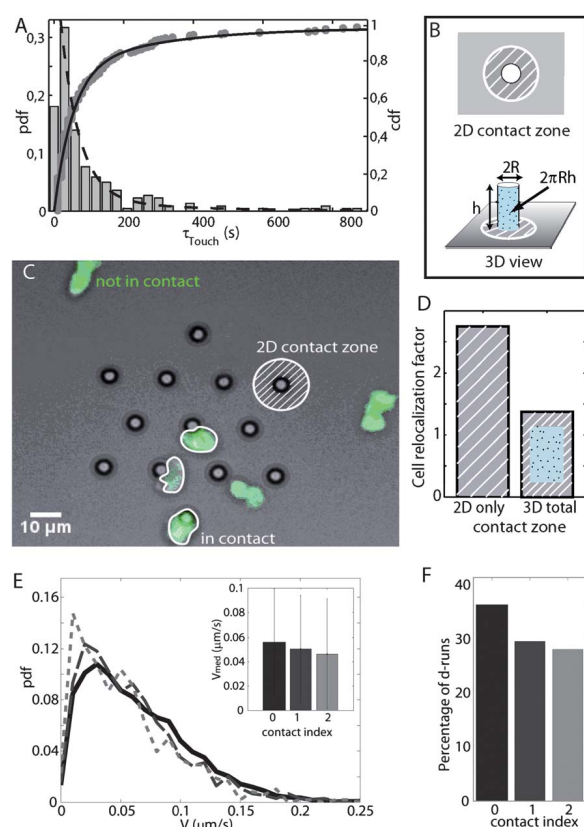 A
0,3
0,2
0,1
0
pdf
1
0,8
0,6
0,4
0,2
0
cdf
0
200
400
600
800
τTouch (s)
B
2D contact zone
2R
2πRh
h
3D view
C
not in contact
2D contact zone
10 µm
in contact
D
2
1
0
Cell relocalization factor
2D only
3D total
contact zone
E
0.16
0.12
0.08
0.04
0
pdf
0
0.05
0.1
0.15
0.2
0.25
V (µm/s)
0.1
0.08
0.06
0.04
0.02
0
Vmed (µm/s)
0
1
2
contact index
F
40
30
20
10
0
Percentage of d-runs
0
1
2
contact index